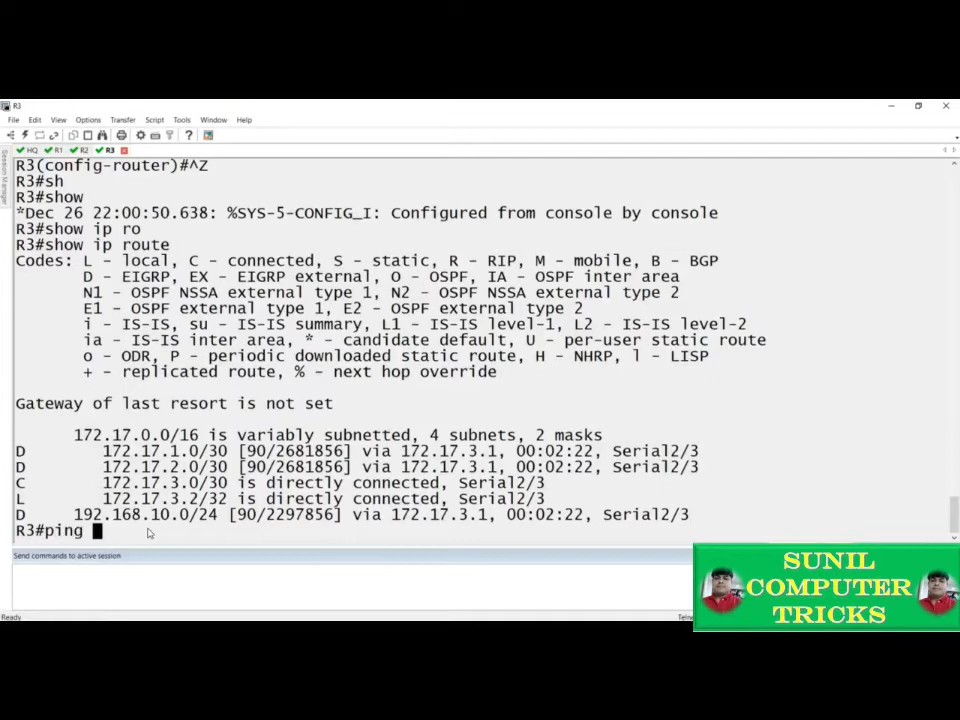 R3
File Edit View Options Transfer Script Tools Window Help
HQ R1 R2 R3
Session Manager
R3(config-router)#^Z
R3#sh
R3#show
*Dec 26 22:00:50.638: %SYS-5-CONFIG_I: Configured from console by console
R3#show ip ro
R3#show ip route
Codes: L - local, C - connected, S - static, R - RIP, M - mobile, B - BGP
D - EIGRP, EX - EIGRP external, O - OSPF, IA - OSPF inter area
N1 - OSPF NSSA external type 1, N2 - OSPF NSSA external type 2
E1 - OSPF external type 1, E2 - OSPF external type 2
i - IS-IS, su - IS-IS summary, L1 - IS-IS level-1, L2 - IS-IS level-2
ia - IS-IS inter area, * - candidate default, U - per-user static route
o - ODR, P - periodic downloaded static route, H - NHRP, l - LISP
+ - replicated route, % - next hop override
Gateway of last resort is not set
172.17.0.0/16 is variably subnetted, 4 subnets, 2 masks
D 172.17.1.0/30 [90/2681856] via 172.17.3.1, 00:02:22, Serial2/3
D 172.17.2.0/30 [90/2681856] via 172.17.3.1, 00:02:22, Serial2/3
C 172.17.3.0/30 is directly connected, Serial2/3
L 172.17.3.2/32 is directly connected, Serial2/3
D 192.168.10.0/24 [90/2297856] via 172.17.3.1, 00:02:22, Serial2/3
R3#ping
Send commands to active session
Ready
SUNIL
COMPUTER
TRICKS